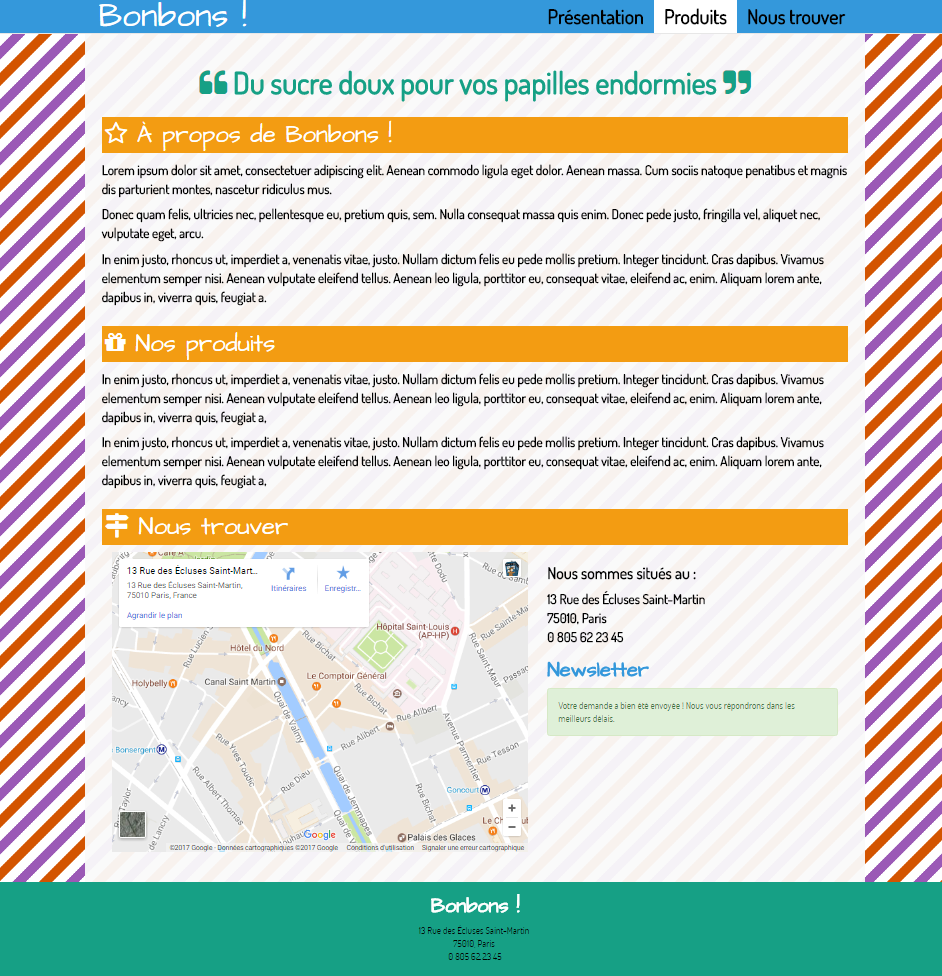 Bonbons !
Présentation Produits Nous trouver
Du sucre doux pour vos papilles endormies
À propos de Bonbons !
Lorem ipsum dolor sit amet, consectetuer adipiscing elit. Aenean commodo ligula eget dolor. Aenean massa. Cum sociis natoque penatibus et magnis
dis parturient montes, nascetur ridiculus mus.
Donec quam felis, ultricies nec, pellentesque eu, pretium quis, sem. Nulla consequat massa quis enim. Donec pede justo, fringilla vel, aliquet nec,
vulputate eget, arcu.
In enim justo, rhoncus ut, imperdiet a, venenatis vitae, justo. Nullam dictum felis eu pede mollis pretium. Integer tincidunt. Cras dapibus. Vivamus
elementum semper nisi. Aenean vulputate eleifend tellus. Aenean leo ligula, porttitor eu, consequat vitae, eleifend ac, enim. Aliquam lorem ante,
dapibus in, viverra quis, feugiat a.
Nos produits
In enim justo, rhoncus ut, imperdiet a, venenatis vitae, justo. Nullam dictum felis eu pede mollis pretium. Integer tincidunt. Cras dapibus. Vivamus
elementum semper nisi. Aenean vulputate eleifend tellus. Aenean leo ligula, porttitor eu, consequat vitae, eleifend ac, enim. Aliquam lorem ante,
dapibus in, viverra quis, feugiat a,
In enim justo, rhoncus ut, imperdiet a, venenatis vitae, justo. Nullam dictum felis eu pede mollis pretium. Integer tincidunt. Cras dapibus. Vivamus
elementum semper nisi. Aenean vulputate eleifend tellus. Aenean leo ligula, porttitor eu, consequat vitae, eleifend ac, enim. Aliquam lorem ante,
dapibus in, viverra quis, feugiat a,
Nous trouver
13 Rue des Écluses Saint-Mart...
13 Rue des Écluses Saint-Martin,
75010 Paris, France
Agrandir le plan
Itinéraires
Enregistr...
Hôpital Saint-Louis
(AP-HP)
Rue Sainte-Ma
Rue Saint-Maur
Passa
Rue Lucien
Hôtel du Nord
Rue Bichat
Le Comptoir Général
Holybelly
Canal Saint Martin
Rue Bichat
Quai de Valmy
Rue Alibert
Rue Alibert
Avenue Parmentier
Rue Tesson
Bonsergent
Rue Yves Toudic
Rue Dieu
Quai de Jemmapes
Rue Bichat
Goncourt
Rue Albert Thomas
Taylor
de Lancry
Palais des Glaces
Google
©2017 Google - Données cartographiques ©2017 Google Conditions d'utilisation Signaler une erreur cartographique
Nous sommes situés au :
13 Rue des Écluses Saint-Martin
75010, Paris
0 805 62 23 45
Newsletter
Votre demande a bien été envoyée ! Nous vous répondrons dans les
meilleurs délais.
Bonbons !
13 Rue des Écluses Saint-Martin
75010, Paris
0 805 62 23 45